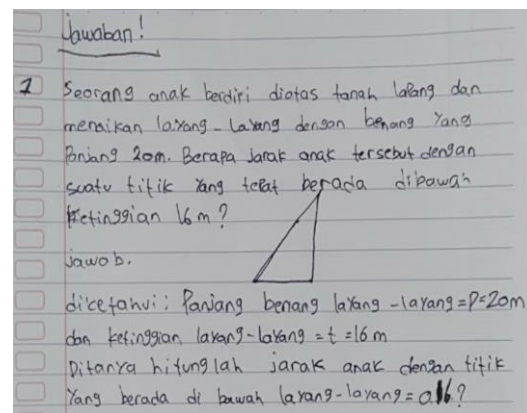 Jawaban!
1 Seorang anak berdiri diatas tanah lapang dan
menaikan layang-layang dengan benang yang
Panjang 20m. Berapa jarak anak tersebut dengan
suatu titik yang tepat berada dibawah
ketinggian 16 m?
Jawab.
diketahui: Panjang benang layang-layang=P=20m
dan ketinggian layang-layang = t = 16 m
Ditanya hitunglah jarak anak dengan titik
yang berada di bawah layang-layang=